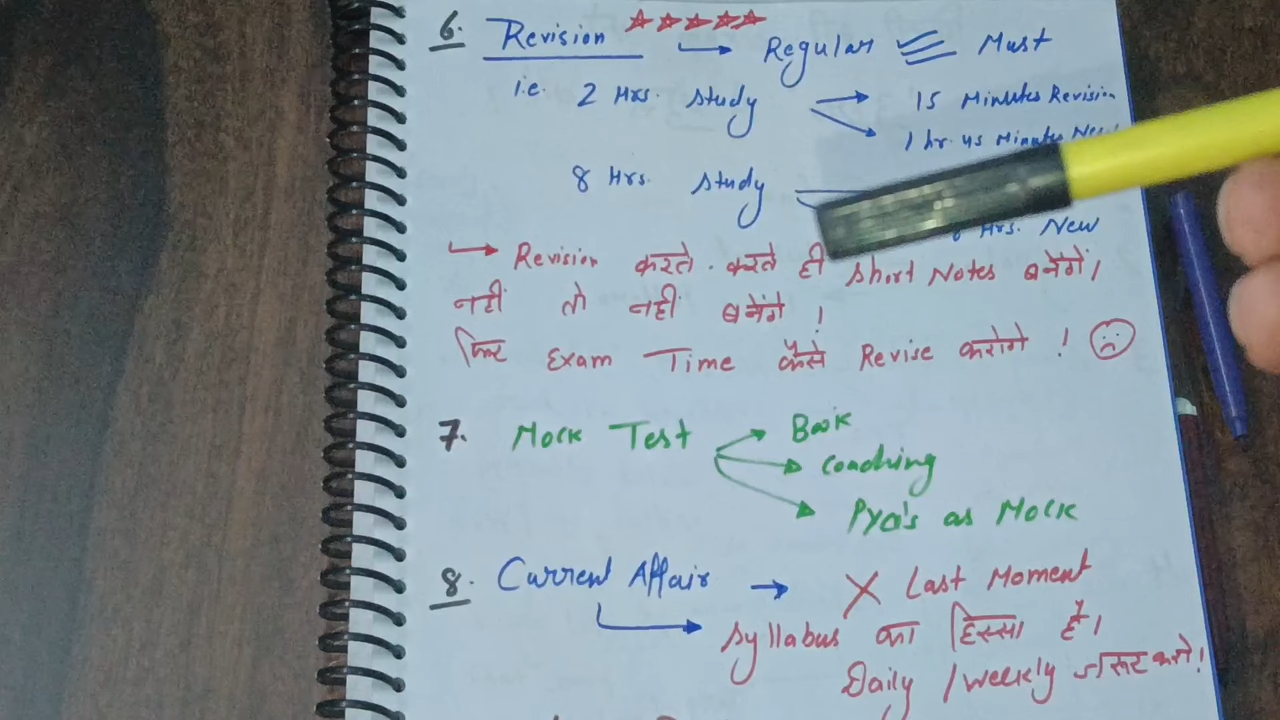 6. Revision → Regular Must
i.e. 2 Hrs. study → 15 Minutes Revision
→ 1 hr. 45 Minutes New
8 Hrs. study
Hrs. New
→ Revision करते. करते ही short Notes बनेंगे।
नहीं तो नहीं बनेंगे !
फिर Exam Time कैसे Revise करोगे !
7. Mock Test → Book
→ Coaching
→ PYQ's as Mock
8. Current Affair → X Last Moment
→ syllabus का हिस्सा है।
Daily / weekly जरूर करो!